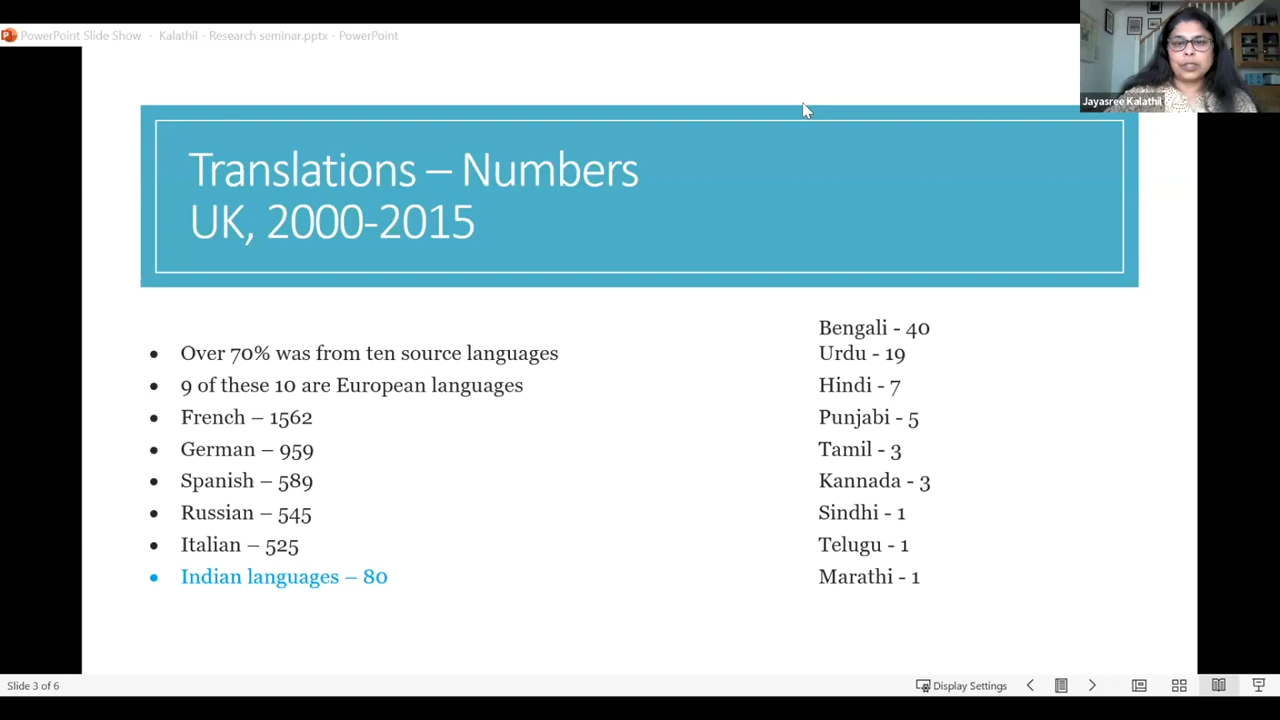 PowerPoint Slide Show - Kalathil - Research seminar.pptx - PowerPoint
Jayasree Kalathil
Translations – Numbers
UK, 2000-2015
• Over 70% was from ten source languages
• 9 of these 10 are European languages
• French – 1562
• German – 959
• Spanish – 589
• Russian – 545
• Italian – 525
• Indian languages – 80
Bengali - 40
Urdu - 19
Hindi - 7
Punjabi - 5
Tamil - 3
Kannada - 3
Sindhi - 1
Telugu - 1
Marathi - 1
Slide 3 of 6
Display Settings